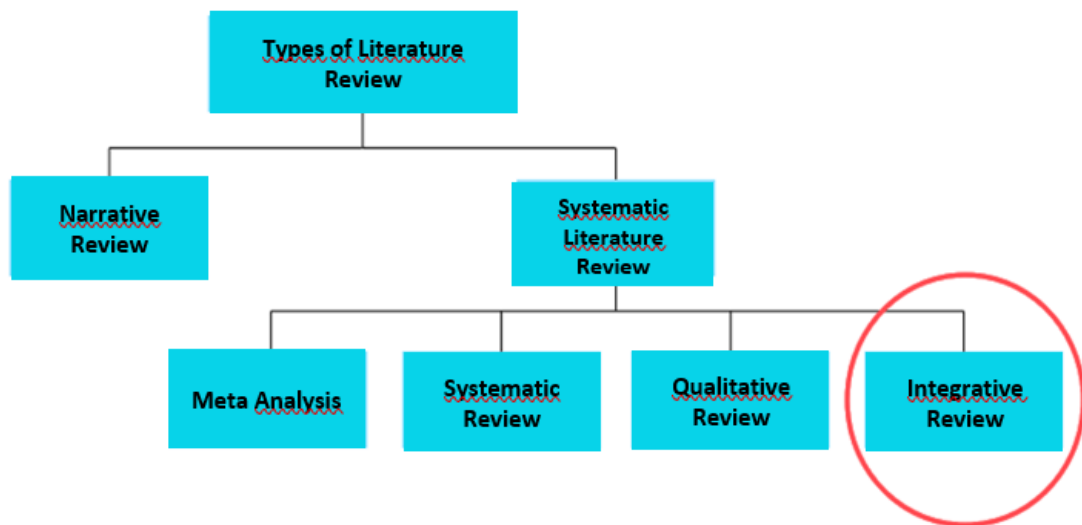 Types of Literature
Review
Narrative
Review
Systematic
Literature
Review
Meta Analysis
Systematic
Review
Qualitative
Review
Integrative
Review